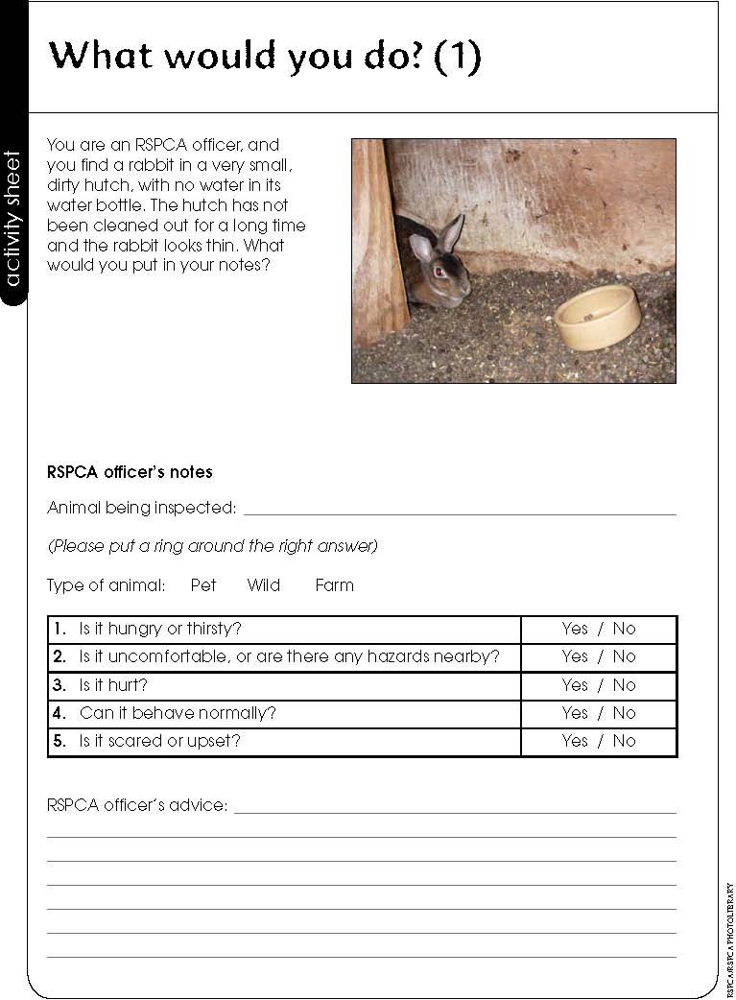 What would you do? (1)
activity sheet
You are an RSPCA officer, and
you find a rabbit in a very small,
dirty hutch, with no water in its
water bottle. The hutch has not
been cleaned out for a long time
and the rabbit looks thin. What
would you put in your notes?
RSPCA officer's notes
Animal being inspected:
(Please put a ring around the right answer)
Type of animal: Pet Wild Farm
1. Is it hungry or thirsty? Yes / No
2. Is it uncomfortable, or are there any hazards nearby? Yes / No
3. Is it hurt? Yes / No
4. Can it behave normally? Yes / No
5. Is it scared or upset? Yes / No
RSPCA officer's advice:
RSPCA/RSPCA PHOTOLIBRARY